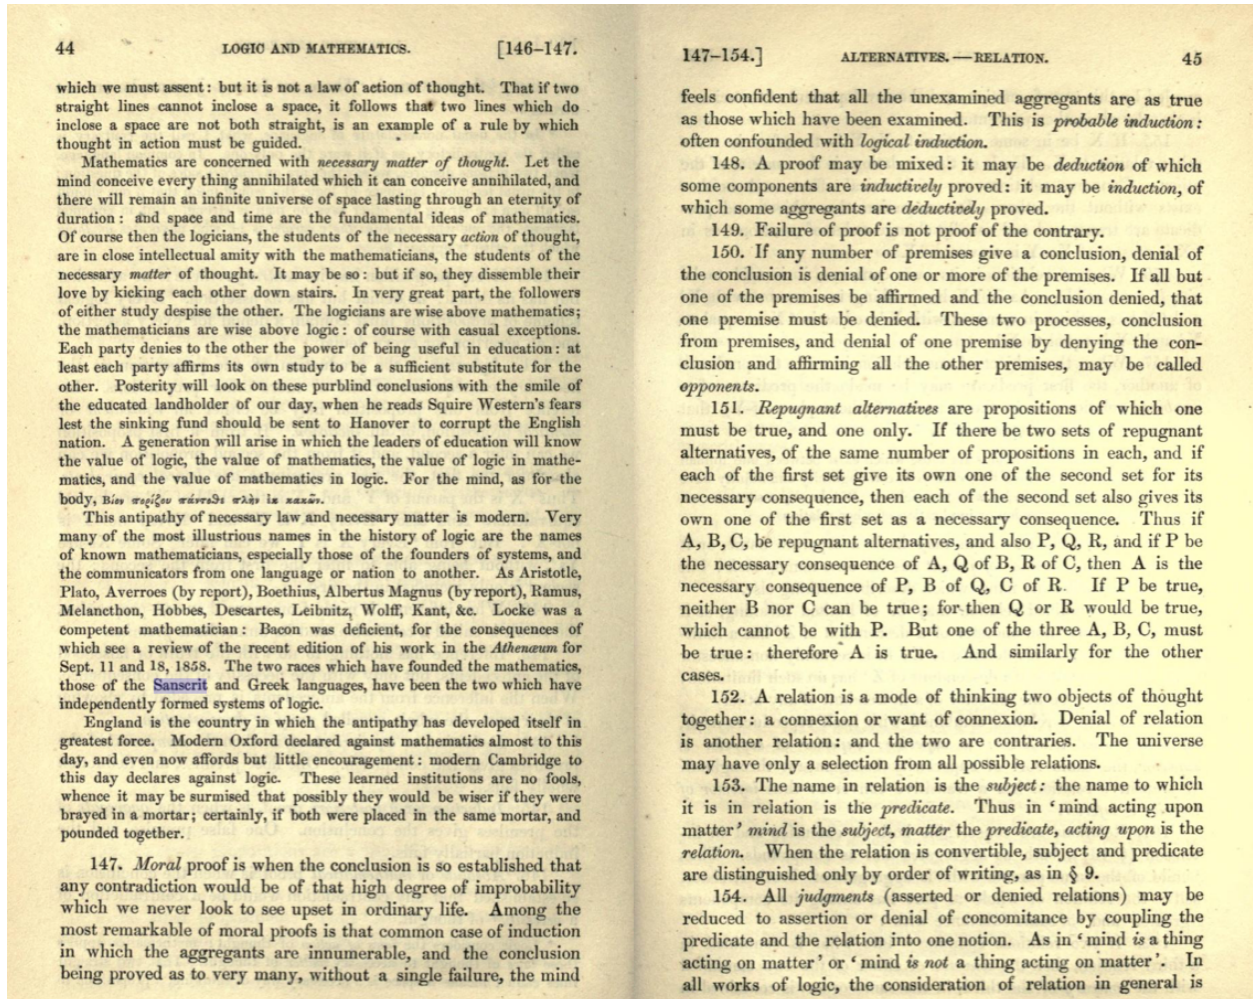 44 LOGIC AND MATHEMATICS. [146–147.
which we must assent: but it is not a law of action of thought. That if two
straight lines cannot inclose a space, it follows that two lines which do
inclose a space are not both straight, is an example of a rule by which
thought in action must be guided.
Mathematics are concerned with necessary matter of thought. Let the
mind conceive every thing annihilated which it can conceive annihilated, and
there will remain an infinite universe of space lasting through an eternity of
duration: and space and time are the fundamental ideas of mathematics.
Of course then the logicians, the students of the necessary action of thought,
are in close intellectual amity with the mathematicians, the students of the
necessary matter of thought. It may be so: but if so, they dissemble their
love by kicking each other down stairs. In very great part, the followers
of either study despise the other. The logicians are wise above mathematics;
the mathematicians are wise above logic: of course with casual exceptions.
Each party denies to the other the power of being useful in education: at
least each party affirms its own study to be a sufficient substitute for the
other. Posterity will look on these purblind conclusions with the smile of
the educated landholder of our day, when he reads Squire Western's fears
lest the sinking fund should be sent to Hanover to corrupt the English
nation. A generation will arise in which the leaders of education will know
the value of logic, the value of mathematics, the value of logic in mathe-
matics, and the value of mathematics in logic. For the mind, as for the
body, Βίον πορίζου πάντοθε πλὴν ἐκ κακῶν.
This antipathy of necessary law and necessary matter is modern. Very
many of the most illustrious names in the history of logic are the names
of known mathematicians, especially those of the founders of systems, and
the communicators from one language or nation to another. As Aristotle,
Plato, Averroes (by report), Boethius, Albertus Magnus (by report), Ramus,
Melancthon, Hobbes, Descartes, Leibnitz, Wolff, Kant, &c. Locke was a
competent mathematician: Bacon was deficient, for the consequences of
which see a review of the recent edition of his work in the Athenæum for
Sept. 11 and 18, 1858. The two races which have founded the mathematics,
those of the Sanscrit and Greek languages, have been the two which have
independently formed systems of logic.
England is the country in which the antipathy has developed itself in
greatest force. Modern Oxford declared against mathematics almost to this
day, and even now affords but little encouragement: modern Cambridge to
this day declares against logic. These learned institutions are no fools,
whence it may be surmised that possibly they would be wiser if they were
brayed in a mortar; certainly, if both were placed in the same mortar, and
pounded together.
147. Moral proof is when the conclusion is so established that
any contradiction would be of that high degree of improbability
which we never look to see upset in ordinary life. Among the
most remarkable of moral proofs is that common case of induction
in which the aggregants are innumerable, and the conclusion
being proved as to very many, without a single failure, the mind
147–154.] ALTERNATIVES.—RELATION. 45
feels confident that all the unexamined aggregants are as true
as those which have been examined. This is probable induction:
often confounded with logical induction.
148. A proof may be mixed: it may be deduction of which
some components are inductively proved: it may be induction, of
which some aggregants are deductively proved.
149. Failure of proof is not proof of the contrary.
150. If any number of premises give a conclusion, denial of
the conclusion is denial of one or more of the premises. If all but
one of the premises be affirmed and the conclusion denied, that
one premise must be denied. These two processes, conclusion
from premises, and denial of one premise by denying the con-
clusion and affirming all the other premises, may be called
opponents.
151. Repugnant alternatives are propositions of which one
must be true, and one only. If there be two sets of repugnant
alternatives, of the same number of propositions in each, and if
each of the first set give its own one of the second set for its
necessary consequence, then each of the second set also gives its
own one of the first set as a necessary consequence. Thus if
A, B, C, be repugnant alternatives, and also P, Q, R, and if P be
the necessary consequence of A, Q of B, R of C, then A is the
necessary consequence of P, B of Q, C of R. If P be true,
neither B nor C can be true; for then Q or R would be true,
which cannot be with P. But one of the three A, B, C, must
be true: therefore A is true. And similarly for the other
cases.
152. A relation is a mode of thinking two objects of thought
together: a connexion or want of connexion. Denial of relation
is another relation: and the two are contraries. The universe
may have only a selection from all possible relations.
153. The name in relation is the subject: the name to which
it is in relation is the predicate. Thus in ‘mind acting upon
matter’ mind is the subject, matter the predicate, acting upon is the
relation. When the relation is convertible, subject and predicate
are distinguished only by order of writing, as in § 9.
154. All judgments (asserted or denied relations) may be
reduced to assertion or denial of concomitance by coupling the
predicate and the relation into one notion. As in ‘mind is a thing
acting on matter’ or ‘mind is not a thing acting on matter’. In
all works of logic, the consideration of relation in general is